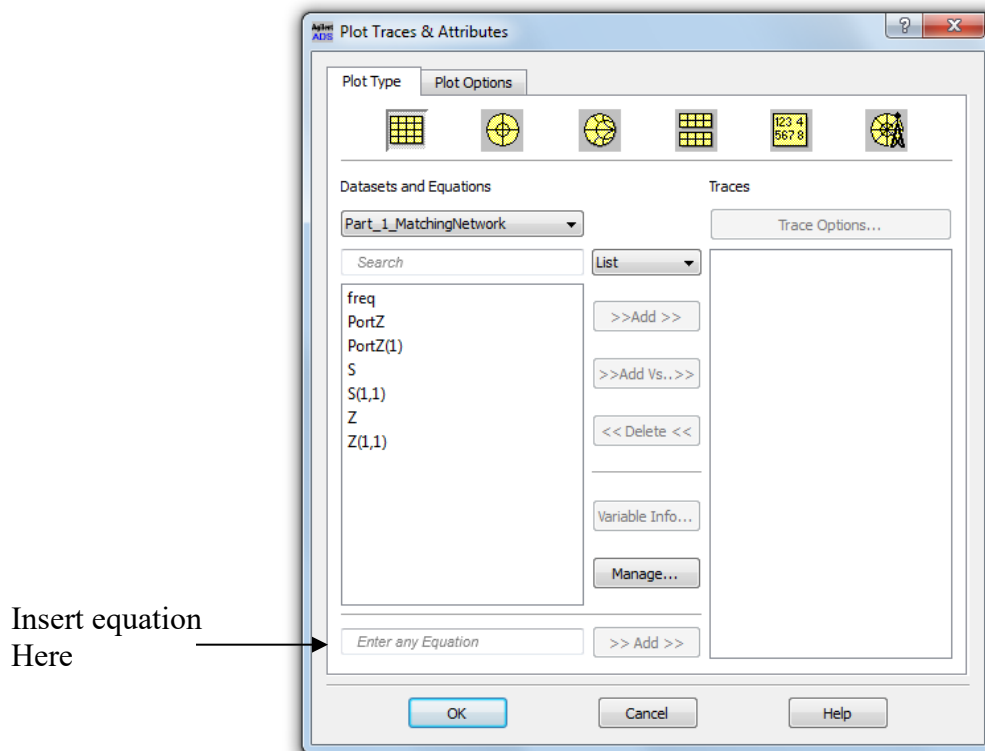 Agilent
ADS
Plot Traces & Attributes
?
X
Plot Type
Plot Options
123 4
567 8
Datasets and Equations
Traces
Part_1_MatchingNetwork
Trace Options...
Search
List
freq
PortZ
PortZ(1)
S
S(1,1)
Z
Z(1,1)
>>Add >>
>>Add Vs..>>
<< Delete <<
Variable Info...
Manage...
Insert equation
Here
Enter any Equation
>> Add >>
OK
Cancel
Help